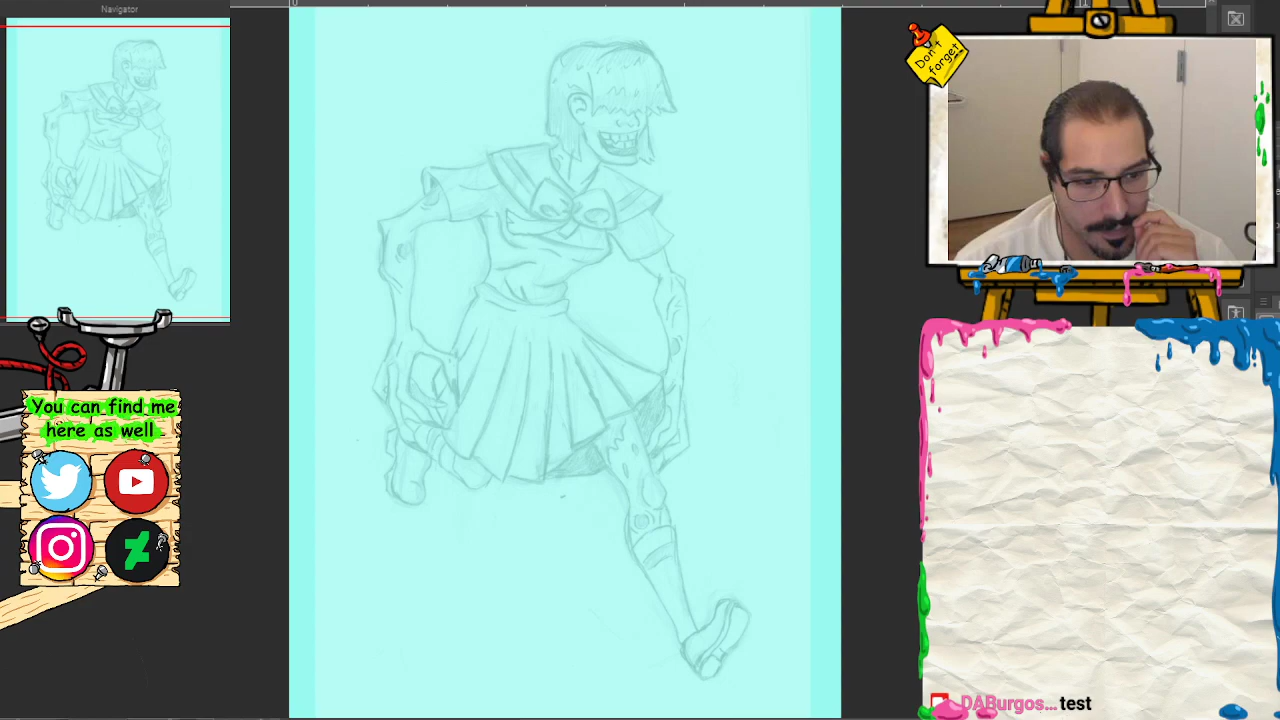 Navigator
Don't
forget
You can find me
here as well
DABurgos... test